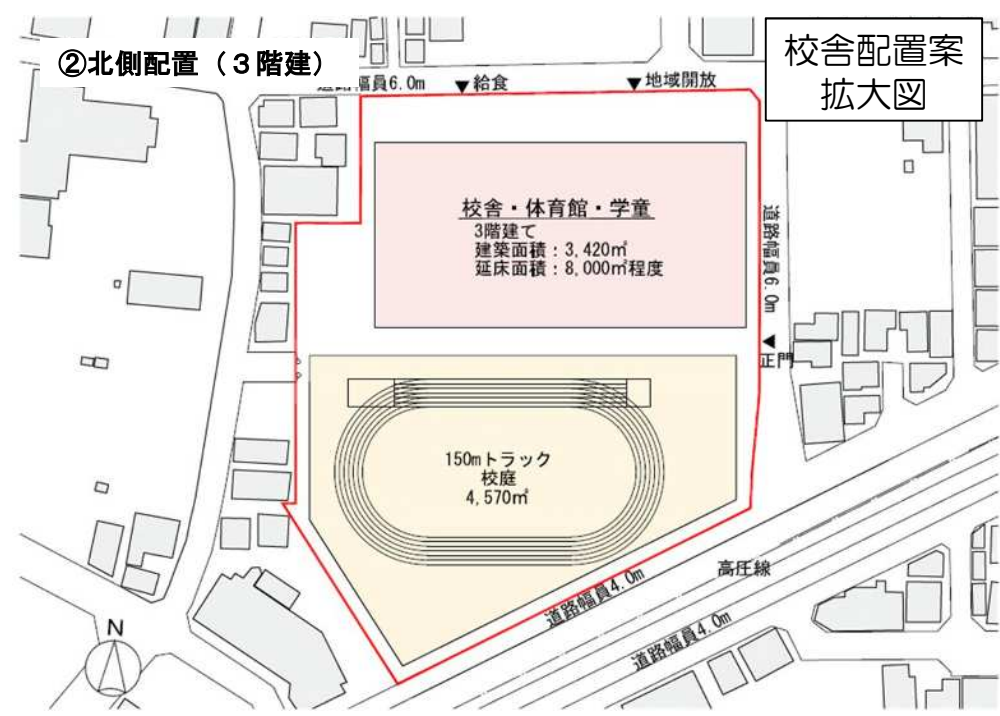 ②北側配置（３階建）
校舎配置案
拡大図
道路幅員6.0m
▼給食
▼地域開放
校舎・体育館・学童
3階建て
建築面積：3,420㎡
延床面積：8,000㎡程度
道路幅員6.0m
正門
150mトラック
校庭
4,570㎡
道路幅員4.0m
高圧線
道路幅員4.0m
N